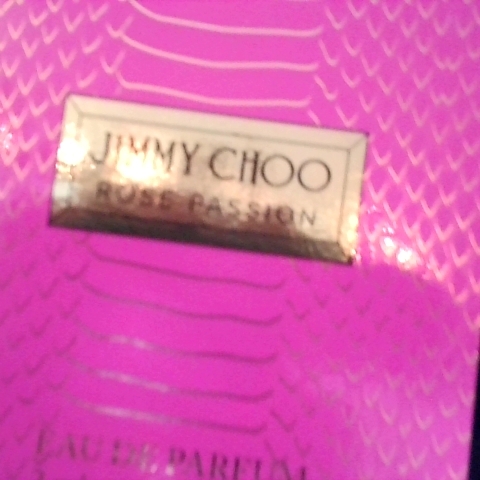 JIMMY CHOO
ROSE PASSION
EAU DE PARFUM